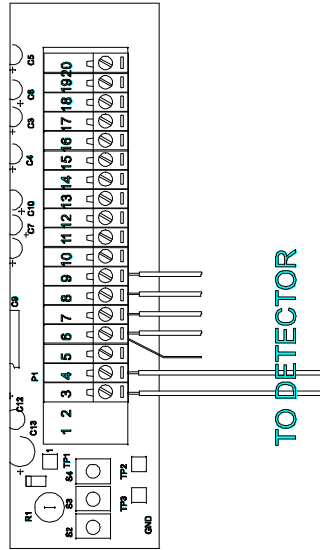 C5
C6
C3
C4
C10
C7
C9
C12
C13
P1
20
19
18
17
16
15
14
13
12
11
10
9
8
7
6
5
4
3
2
1
1
TP1
S4
S3
S2
R1
TP2
TP3
GND
TO DETECTOR